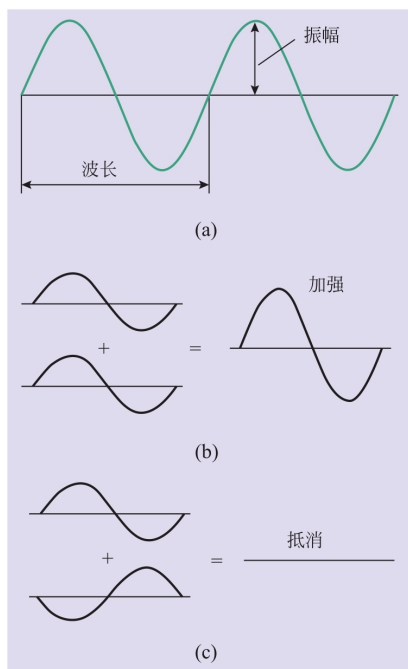 振幅
波长
(a)
加强
+
=
(b)
抵消
+
=
(c)